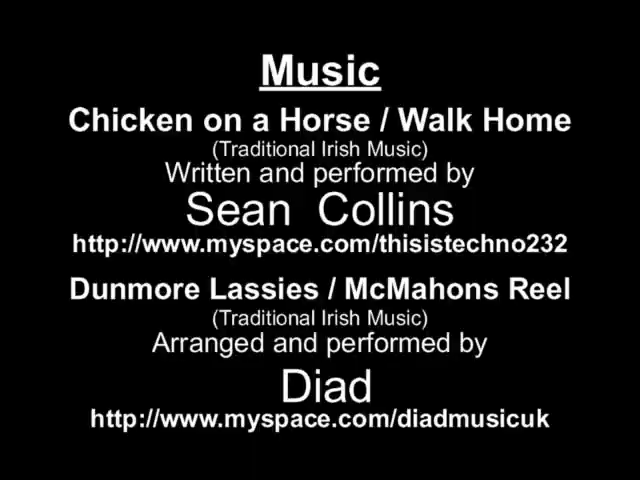 Music
Chicken on a Horse / Walk Home
(Traditional Irish Music)
Written and performed by
Sean Collins
http://www.myspace.com/thisistechno232
Dunmore Lassies / McMahons Reel
(Traditional Irish Music)
Arranged and performed by
Diad
http://www.myspace.com/diadmusicuk